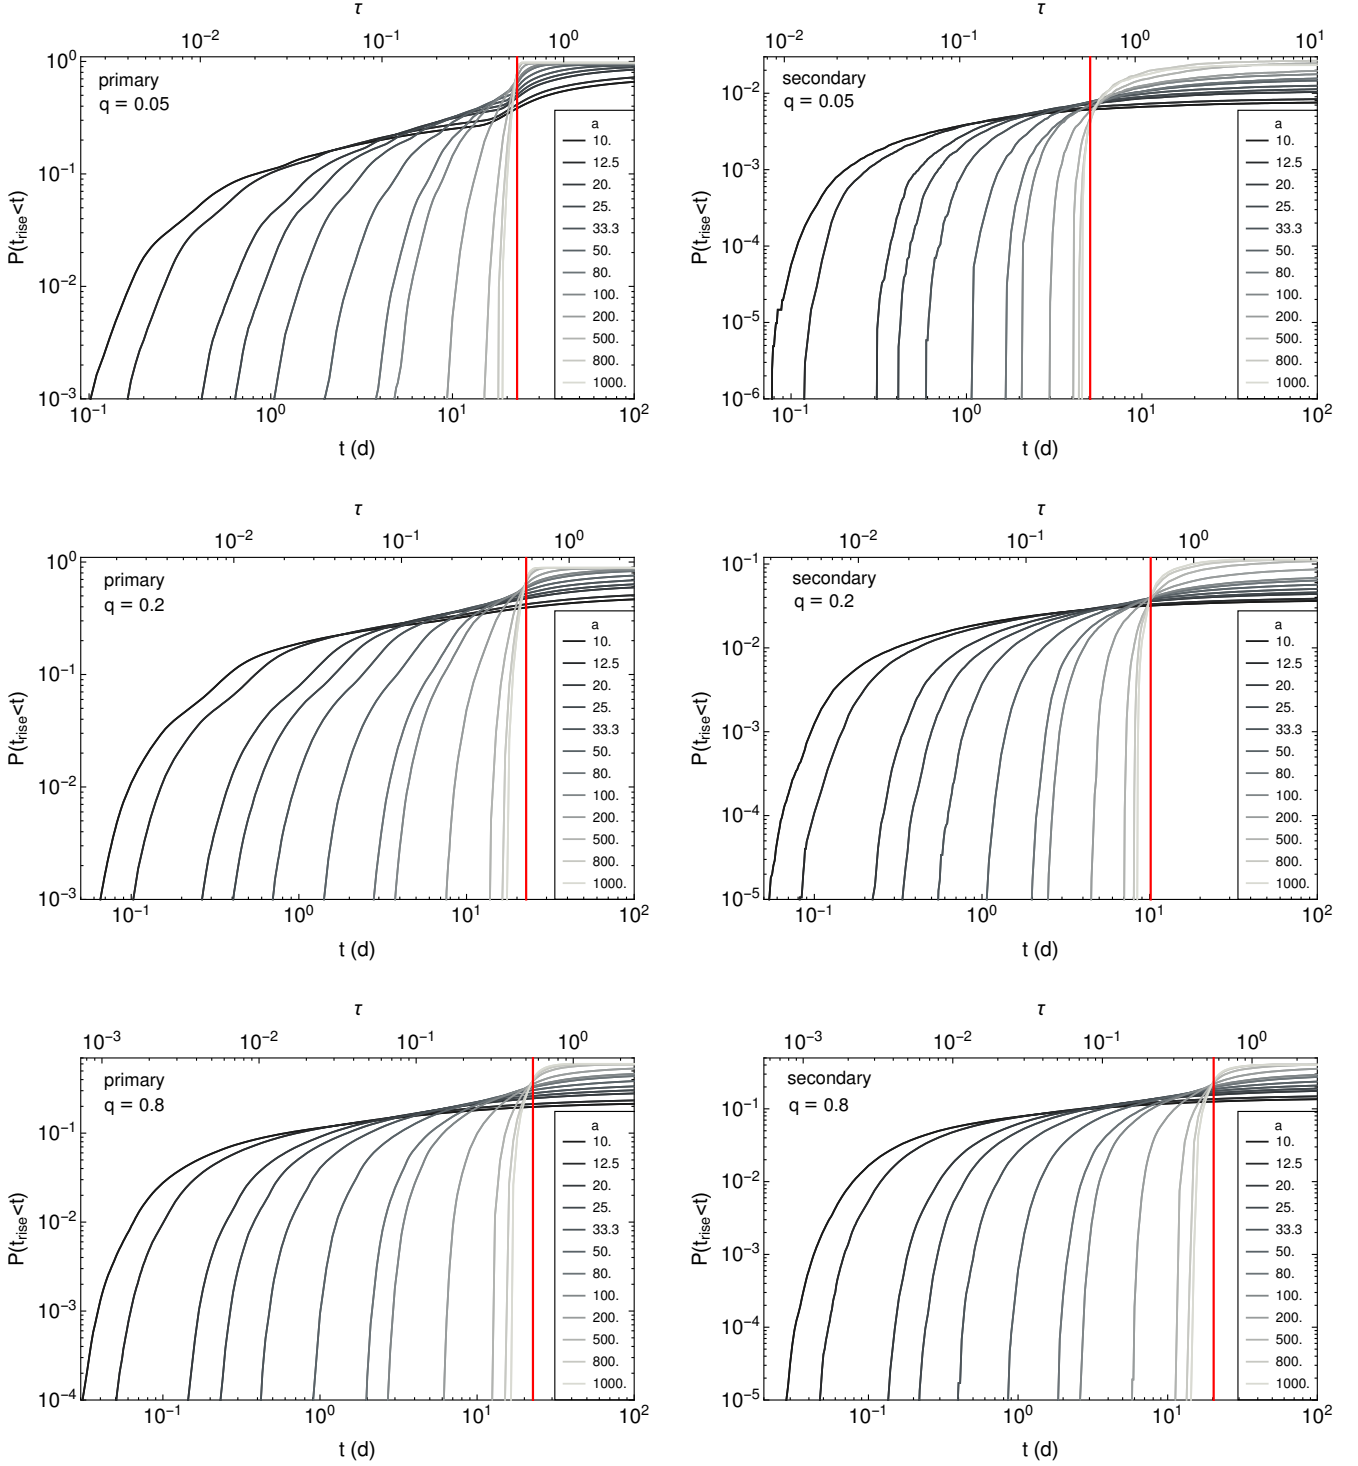 τ
10⁻² 10⁻¹ 10⁰
primary
q = 0.05
10⁰
10⁻¹
10⁻²
10⁻³
P(t_rise<t)
a
10.
12.5
20.
25.
33.3
50.
80.
100.
200.
500.
800.
1000.
10⁻¹ 10⁰ 10¹ 10²
t (d)
τ
10⁻² 10⁻¹ 10⁰ 10¹
secondary
q = 0.05
10⁻²
10⁻³
10⁻⁴
10⁻⁵
10⁻⁶
P(t_rise<t)
a
10.
12.5
20.
25.
33.3
50.
80.
100.
200.
500.
800.
1000.
10⁻¹ 10⁰ 10¹ 10²
t (d)
τ
10⁻² 10⁻¹ 10⁰
primary
q = 0.2
10⁰
10⁻¹
10⁻²
10⁻³
P(t_rise<t)
a
10.
12.5
20.
25.
33.3
50.
80.
100.
200.
500.
800.
1000.
10⁻¹ 10⁰ 10¹ 10²
t (d)
τ
10⁻² 10⁻¹ 10⁰
secondary
q = 0.2
10⁻¹
10⁻²
10⁻³
10⁻⁴
10⁻⁵
P(t_rise<t)
a
10.
12.5
20.
25.
33.3
50.
80.
100.
200.
500.
800.
1000.
10⁻¹ 10⁰ 10¹ 10²
t (d)
τ
10⁻³ 10⁻² 10⁻¹ 10⁰
primary
q = 0.8
10⁻¹
10⁻²
10⁻³
10⁻⁴
P(t_rise<t)
a
10.
12.5
20.
25.
33.3
50.
80.
100.
200.
500.
800.
1000.
10⁻¹ 10⁰ 10¹ 10²
t (d)
τ
10⁻³ 10⁻² 10⁻¹ 10⁰
secondary
q = 0.8
10⁻¹
10⁻²
10⁻³
10⁻⁴
10⁻⁵
P(t_rise<t)
a
10.
12.5
20.
25.
33.3
50.
80.
100.
200.
500.
800.
1000.
10⁻¹ 10⁰ 10¹ 10²
t (d)